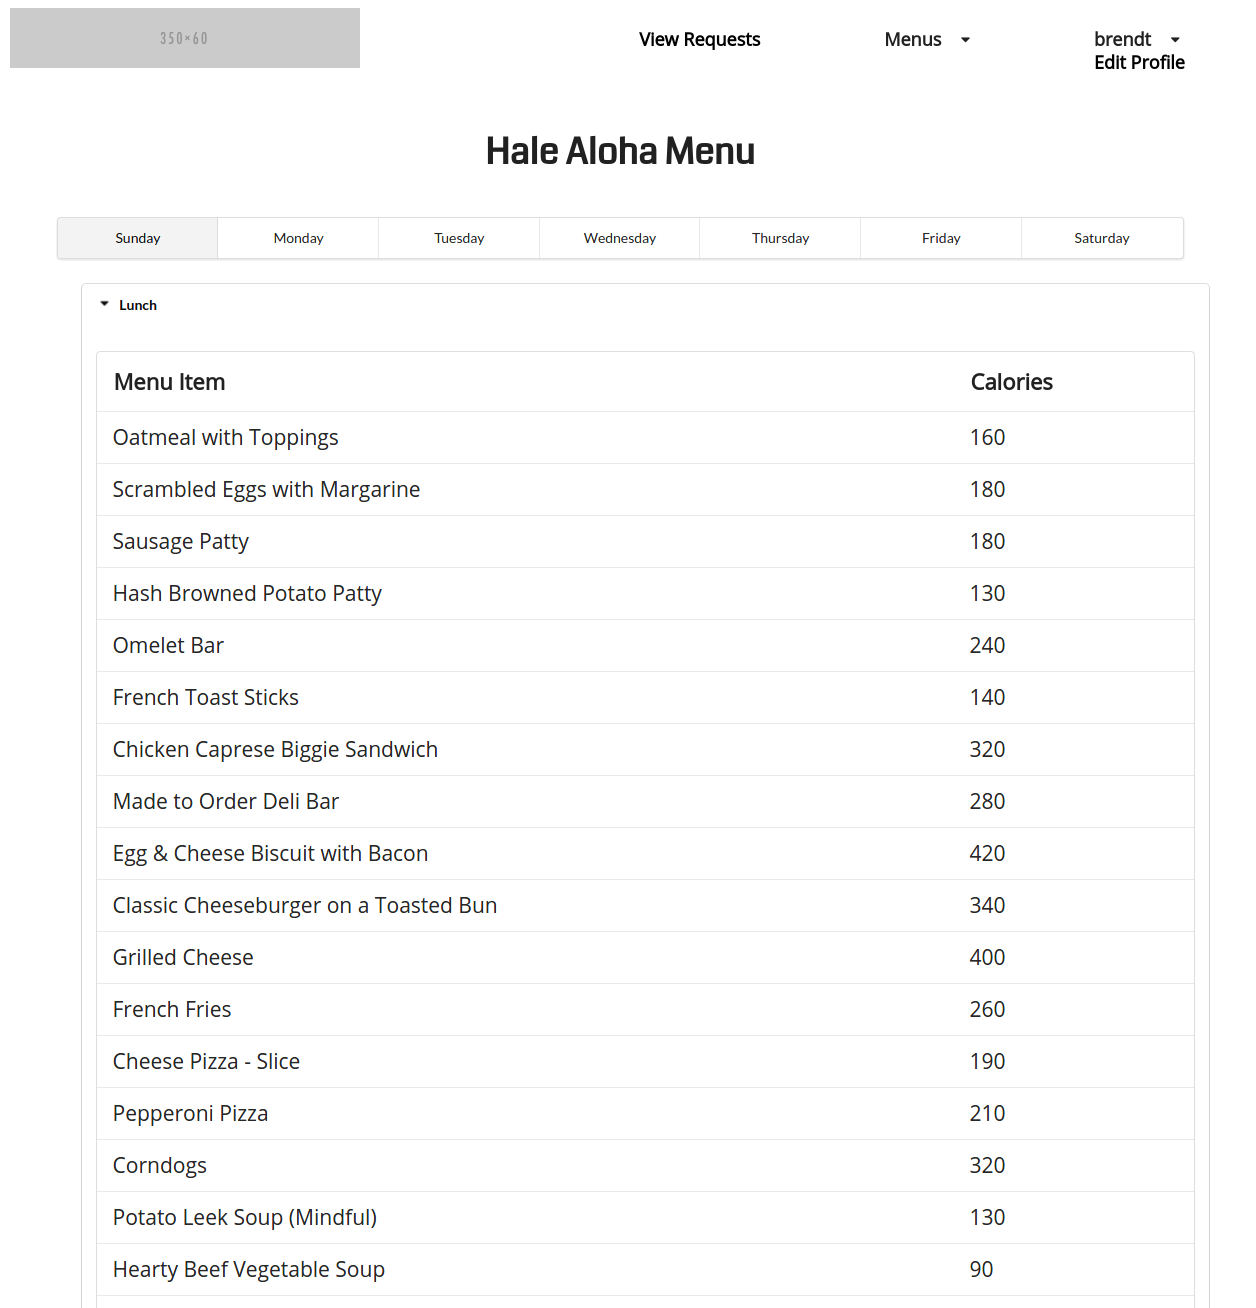 350×60
View Requests
Menus
brendt
Edit Profile
Hale Aloha Menu
Sunday Monday Tuesday Wednesday Thursday Friday Saturday
Lunch
Menu Item Calories
Oatmeal with Toppings 160
Scrambled Eggs with Margarine 180
Sausage Patty 180
Hash Browned Potato Patty 130
Omelet Bar 240
French Toast Sticks 140
Chicken Caprese Biggie Sandwich 320
Made to Order Deli Bar 280
Egg & Cheese Biscuit with Bacon 420
Classic Cheeseburger on a Toasted Bun 340
Grilled Cheese 400
French Fries 260
Cheese Pizza - Slice 190
Pepperoni Pizza 210
Corndogs 320
Potato Leek Soup (Mindful) 130
Hearty Beef Vegetable Soup 90